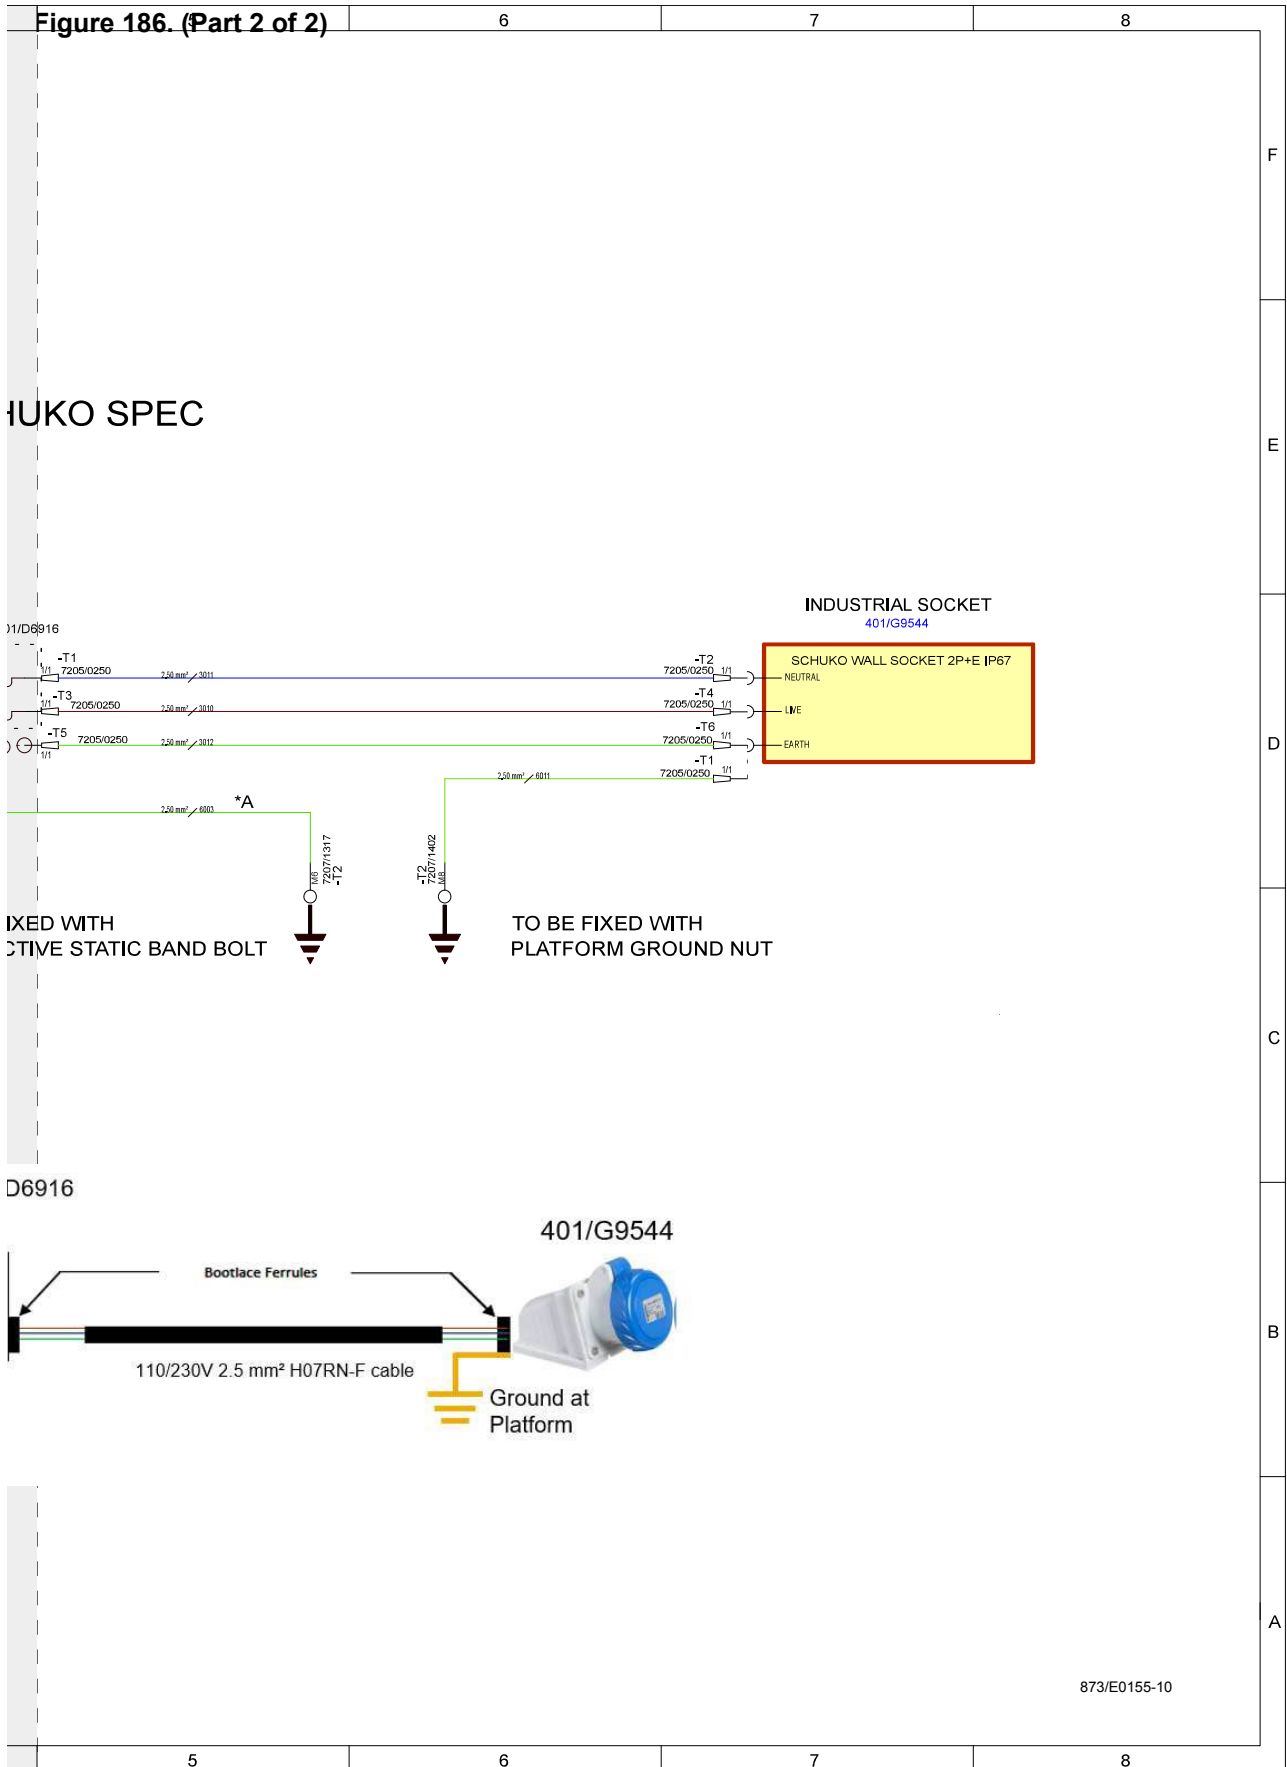 Figure 186. (Part 2 of 2)
5
6
7
8
F
HUKO SPEC
E
INDUSTRIAL SOCKET
401/G9544
01/D6916
-T1
1/1
7205/0250
2,50 mm² / 3011
-T2
7205/0250
1/1
SCHUKO WALL SOCKET 2P+E IP67
NEUTRAL
-T3
1/1
7205/0250
2,50 mm² / 3010
-T4
7205/0250
1/1
LIVE
-T5
1/1
7205/0250
2,50 mm² / 3012
-T6
7205/0250
1/1
EARTH
D
-T1
7205/0250
1/1
2,50 mm² / 6011
2,50 mm² / 6003
*A
M6
7207/1317
-T2
-T2
7207/1402
M8
IXED WITH
CTIVE STATIC BAND BOLT
TO BE FIXED WITH
PLATFORM GROUND NUT
C
D6916
401/G9544
Bootlace Ferrules
110/230V 2.5 mm² H07RN-F cable
Ground at
Platform
B
A
873/E0155-10
5
6
7
8